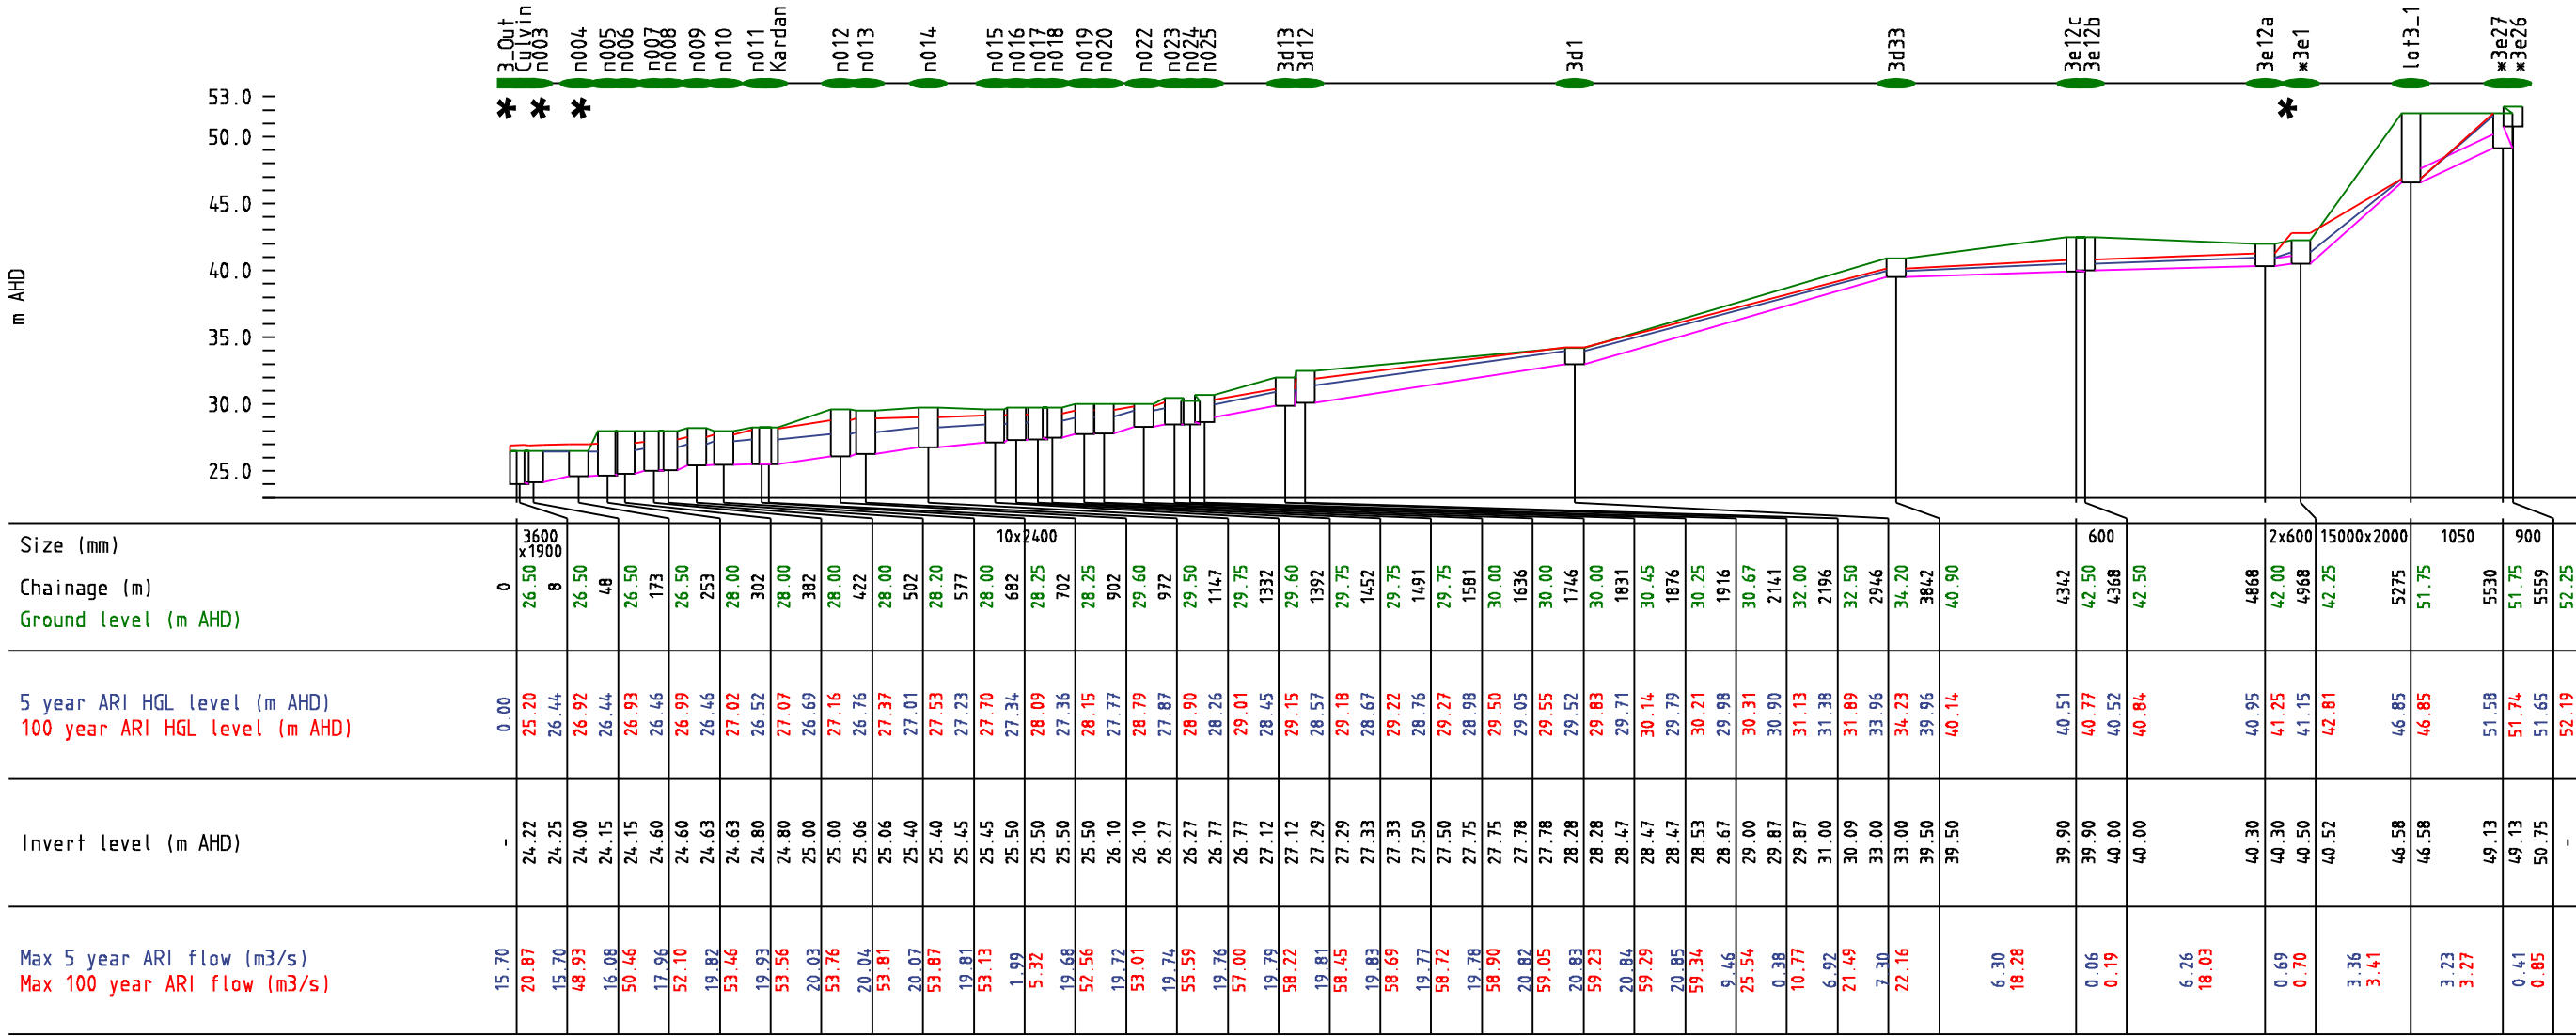 3_Out Culvin n003 n004 n005 n006 n007 n008 n009 n010 n011 Kardan n012 n013 n014 n015 n016 n017 n018 n019 n020 n022 n023 n024 n025 3d13 3d12 3d1 3d33 3e12c 3e12b 3e12a *3e1 lot3_1 *3e27 *3e26
* * * *
53.0
50.0
45.0
40.0
35.0
30.0
25.0
m AHD
Size (mm) 3600 x1900 10x2400 600 2x600 15000x2000 1050 900
Chainage (m) 0 8 48 173 253 302 382 422 502 577 682 702 902 972 1147 1332 1392 1452 1491 1581 1636 1746 1831 1876 1916 2141 2196 2946 3842 4342 4368 4868 4968 5275 5530 5559
Ground level (m AHD) 26.50 26.50 26.50 26.50 28.00 28.00 28.00 28.20 28.00 28.25 28.25 29.60 29.50 29.75 29.60 29.75 29.75 29.75 30.00 30.00 30.00 30.45 30.25 30.67 32.00 32.50 34.20 40.90 42.50 42.50 42.00 42.25 51.75 51.75 52.25
5 year ARI HGL level (m AHD) 0.00 26.44 26.44 26.46 26.46 26.52 26.69 26.76 27.01 27.23 27.34 27.36 27.77 27.87 28.26 28.45 28.57 28.67 28.76 28.98 29.05 29.52 29.71 29.79 29.98 30.90 31.38 33.96 39.96 40.51 40.52 40.95 41.15 46.85 51.58 51.65
100 year ARI HGL level (m AHD) 25.20 26.92 26.93 26.99 27.02 27.07 27.16 27.37 27.53 27.70 28.09 28.15 28.79 28.90 29.01 29.15 29.18 29.22 29.27 29.50 29.55 29.83 30.14 30.21 30.31 31.13 31.89 34.23 40.14 40.77 40.84 41.25 42.81 46.85 51.74 52.19
Invert level (m AHD) - 24.22 24.25 24.00 24.15 24.15 24.60 24.60 24.63 24.63 24.80 24.80 25.00 25.00 25.06 25.06 25.40 25.40 25.45 25.45 25.50 25.50 25.50 25.50 26.10 26.10 26.27 26.27 26.77 26.77 27.12 27.12 27.29 27.29 27.33 27.33 27.50 27.50 27.75 27.75 27.78 27.78 28.28 28.28 28.47 28.47 28.53 28.67 29.00 29.87 29.87 31.00 30.09 33.00 33.00 39.50 39.50 39.90 39.90 40.00 40.00 40.30 40.30 40.50 40.52 46.58 46.58 49.13 49.13 50.75 -
Max 5 year ARI flow (m3/s) 15.70 15.70 16.08 17.96 19.82 19.93 20.03 20.04 20.07 19.81 1.99 19.68 19.72 19.74 19.76 19.79 19.81 19.83 19.77 19.78 20.82 20.83 20.84 20.85 9.46 0.38 6.92 7.30 6.30 0.06 6.26 0.69 3.36 3.23 0.41
Max 100 year ARI flow (m3/s) 20.87 48.93 50.46 52.10 53.46 53.56 53.76 53.81 53.87 53.13 5.32 52.56 53.01 55.59 57.00 58.22 58.45 58.69 58.72 58.90 59.05 59.23 59.29 59.34 25.54 10.77 21.49 22.16 18.28 0.19 18.03 0.70 3.41 3.27 0.85